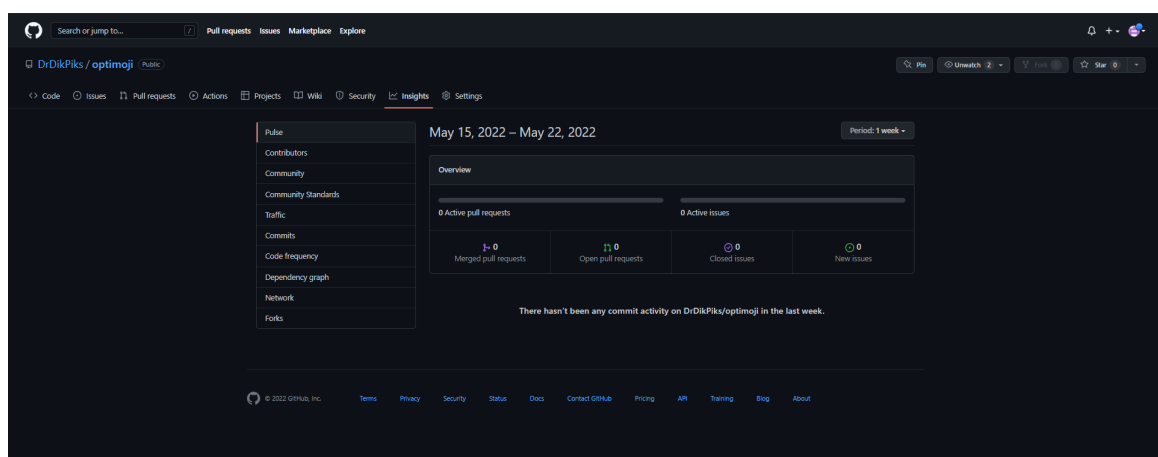 Search or jump to... / Pull requests Issues Marketplace Explore
DrDikPiks / optimoji Public Pin Unwatch 2 Fork Star 0
Code Issues Pull requests Actions Projects Wiki Security Insights Settings
Pulse
Contributors
Community
Community Standards
Traffic
Commits
Code frequency
Dependency graph
Network
Forks
May 15, 2022 – May 22, 2022 Period: 1 week
Overview
0 Active pull requests 0 Active issues
0 0 0 0
Merged pull requests Open pull requests Closed issues New issues
There hasn't been any commit activity on DrDikPiks/optimoji in the last week.
© 2022 GitHub, Inc. Terms Privacy Security Status Docs Contact GitHub Pricing API Training Blog About